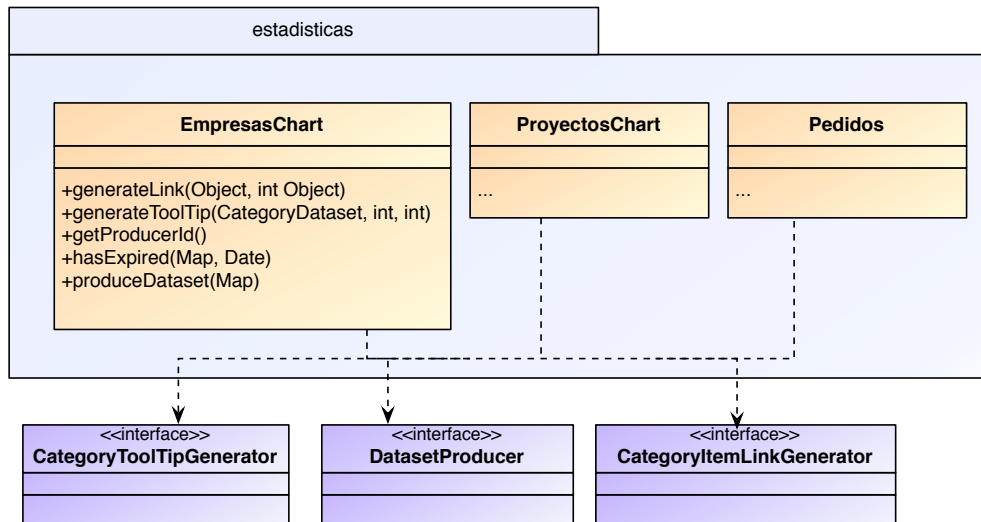 estadisticas
EmpresasChart
+generateLink(Object, int Object)
+generateToolTip(CategoryDataset, int, int)
+getProducerId()
+hasExpired(Map, Date)
+produceDataset(Map)
ProyectosChart
...
Pedidos
...
<<interface>>
CategoryToolTipGenerator
<<interface>>
DatasetProducer
<<interface>>
CategoryItemLinkGenerator